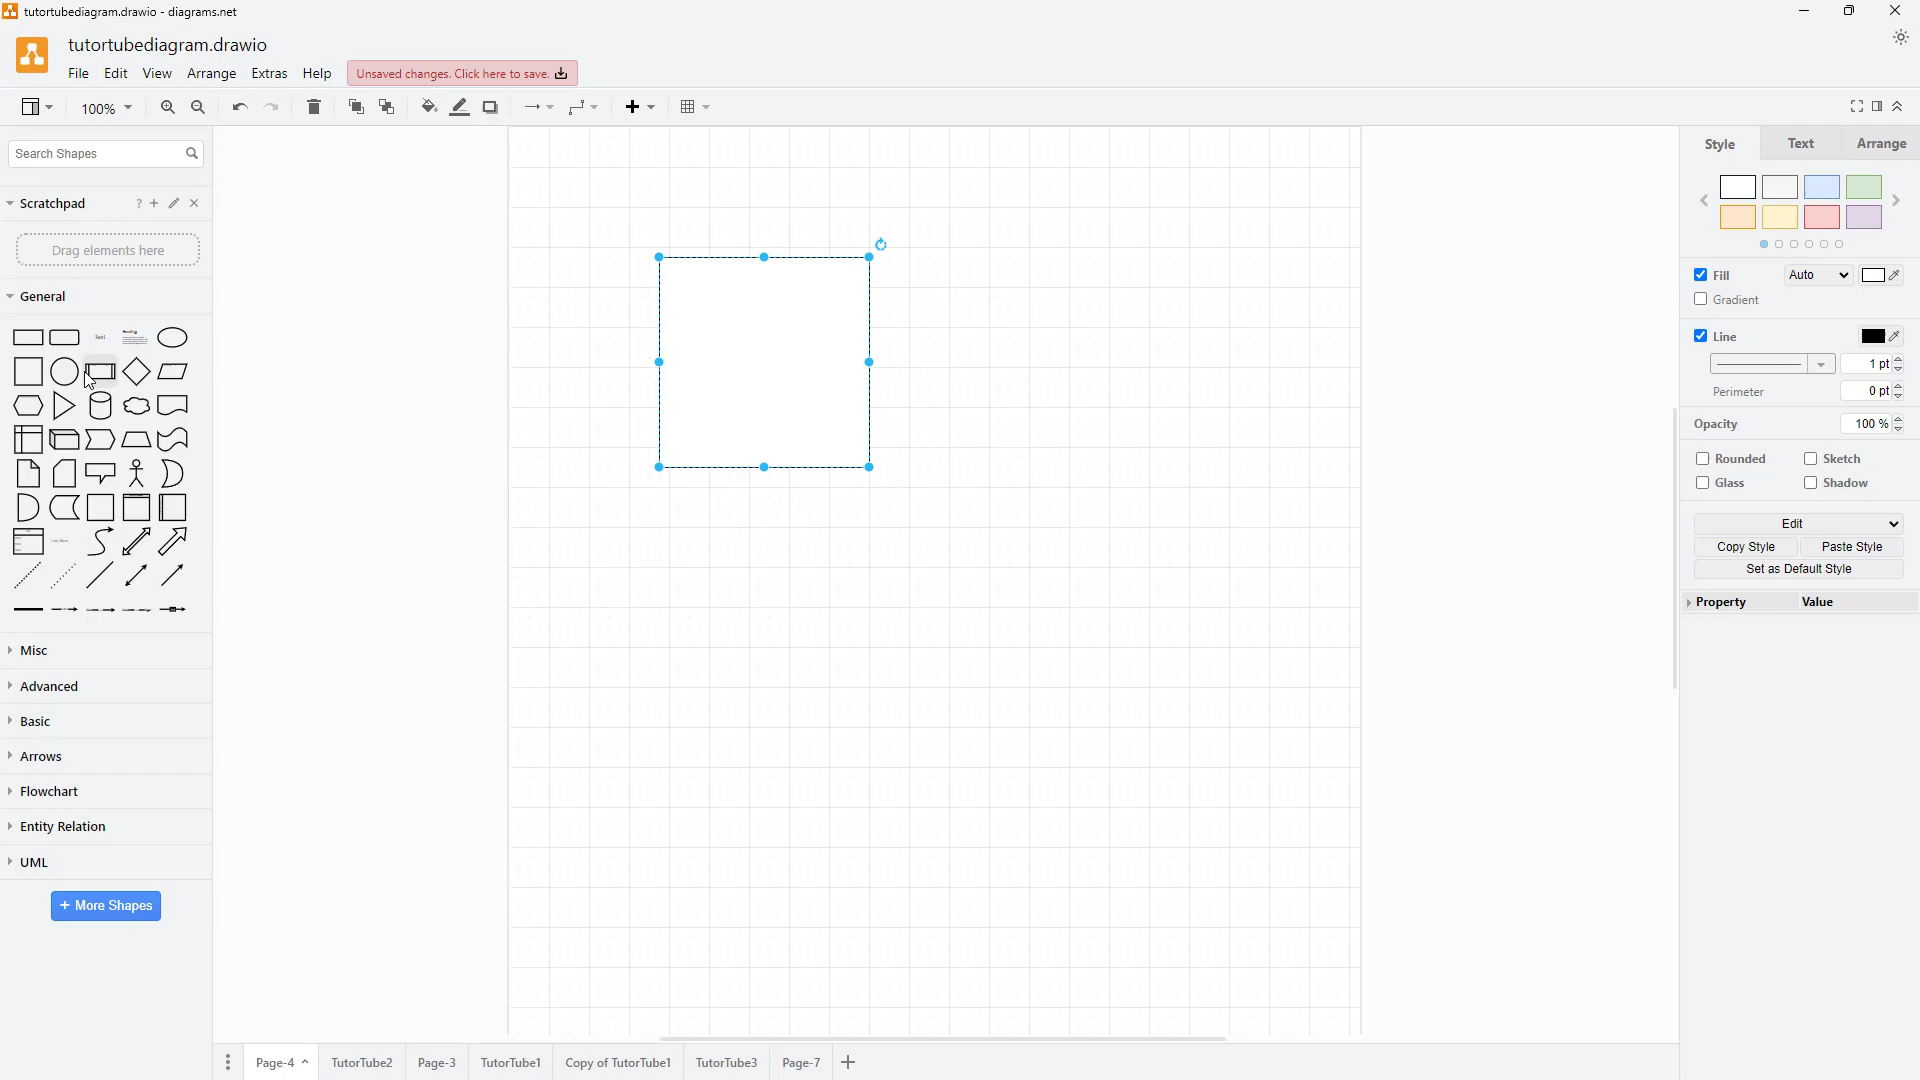 tutortubediagram.drawio - diagrams.net
tutortubediagram.drawio
File Edit View Arrange Extras Help Unsaved changes. Click here to save.
100%
Search Shapes
Style Text Arrange
Scratchpad ?
Drag elements here
Fill Auto
General
Gradient
Text Heading
Line
1 pt
Perimeter 0 pt
Opacity 100 %
Rounded Sketch
Glass Shadow
Edit
Copy Style Paste Style
Set as Default Style
Property Value
Misc
Advanced
Basic
Arrows
Flowchart
Entity Relation
UML
+ More Shapes
Page-4 TutorTube2 Page-3 TutorTube1 Copy of TutorTube1 TutorTube3 Page-7